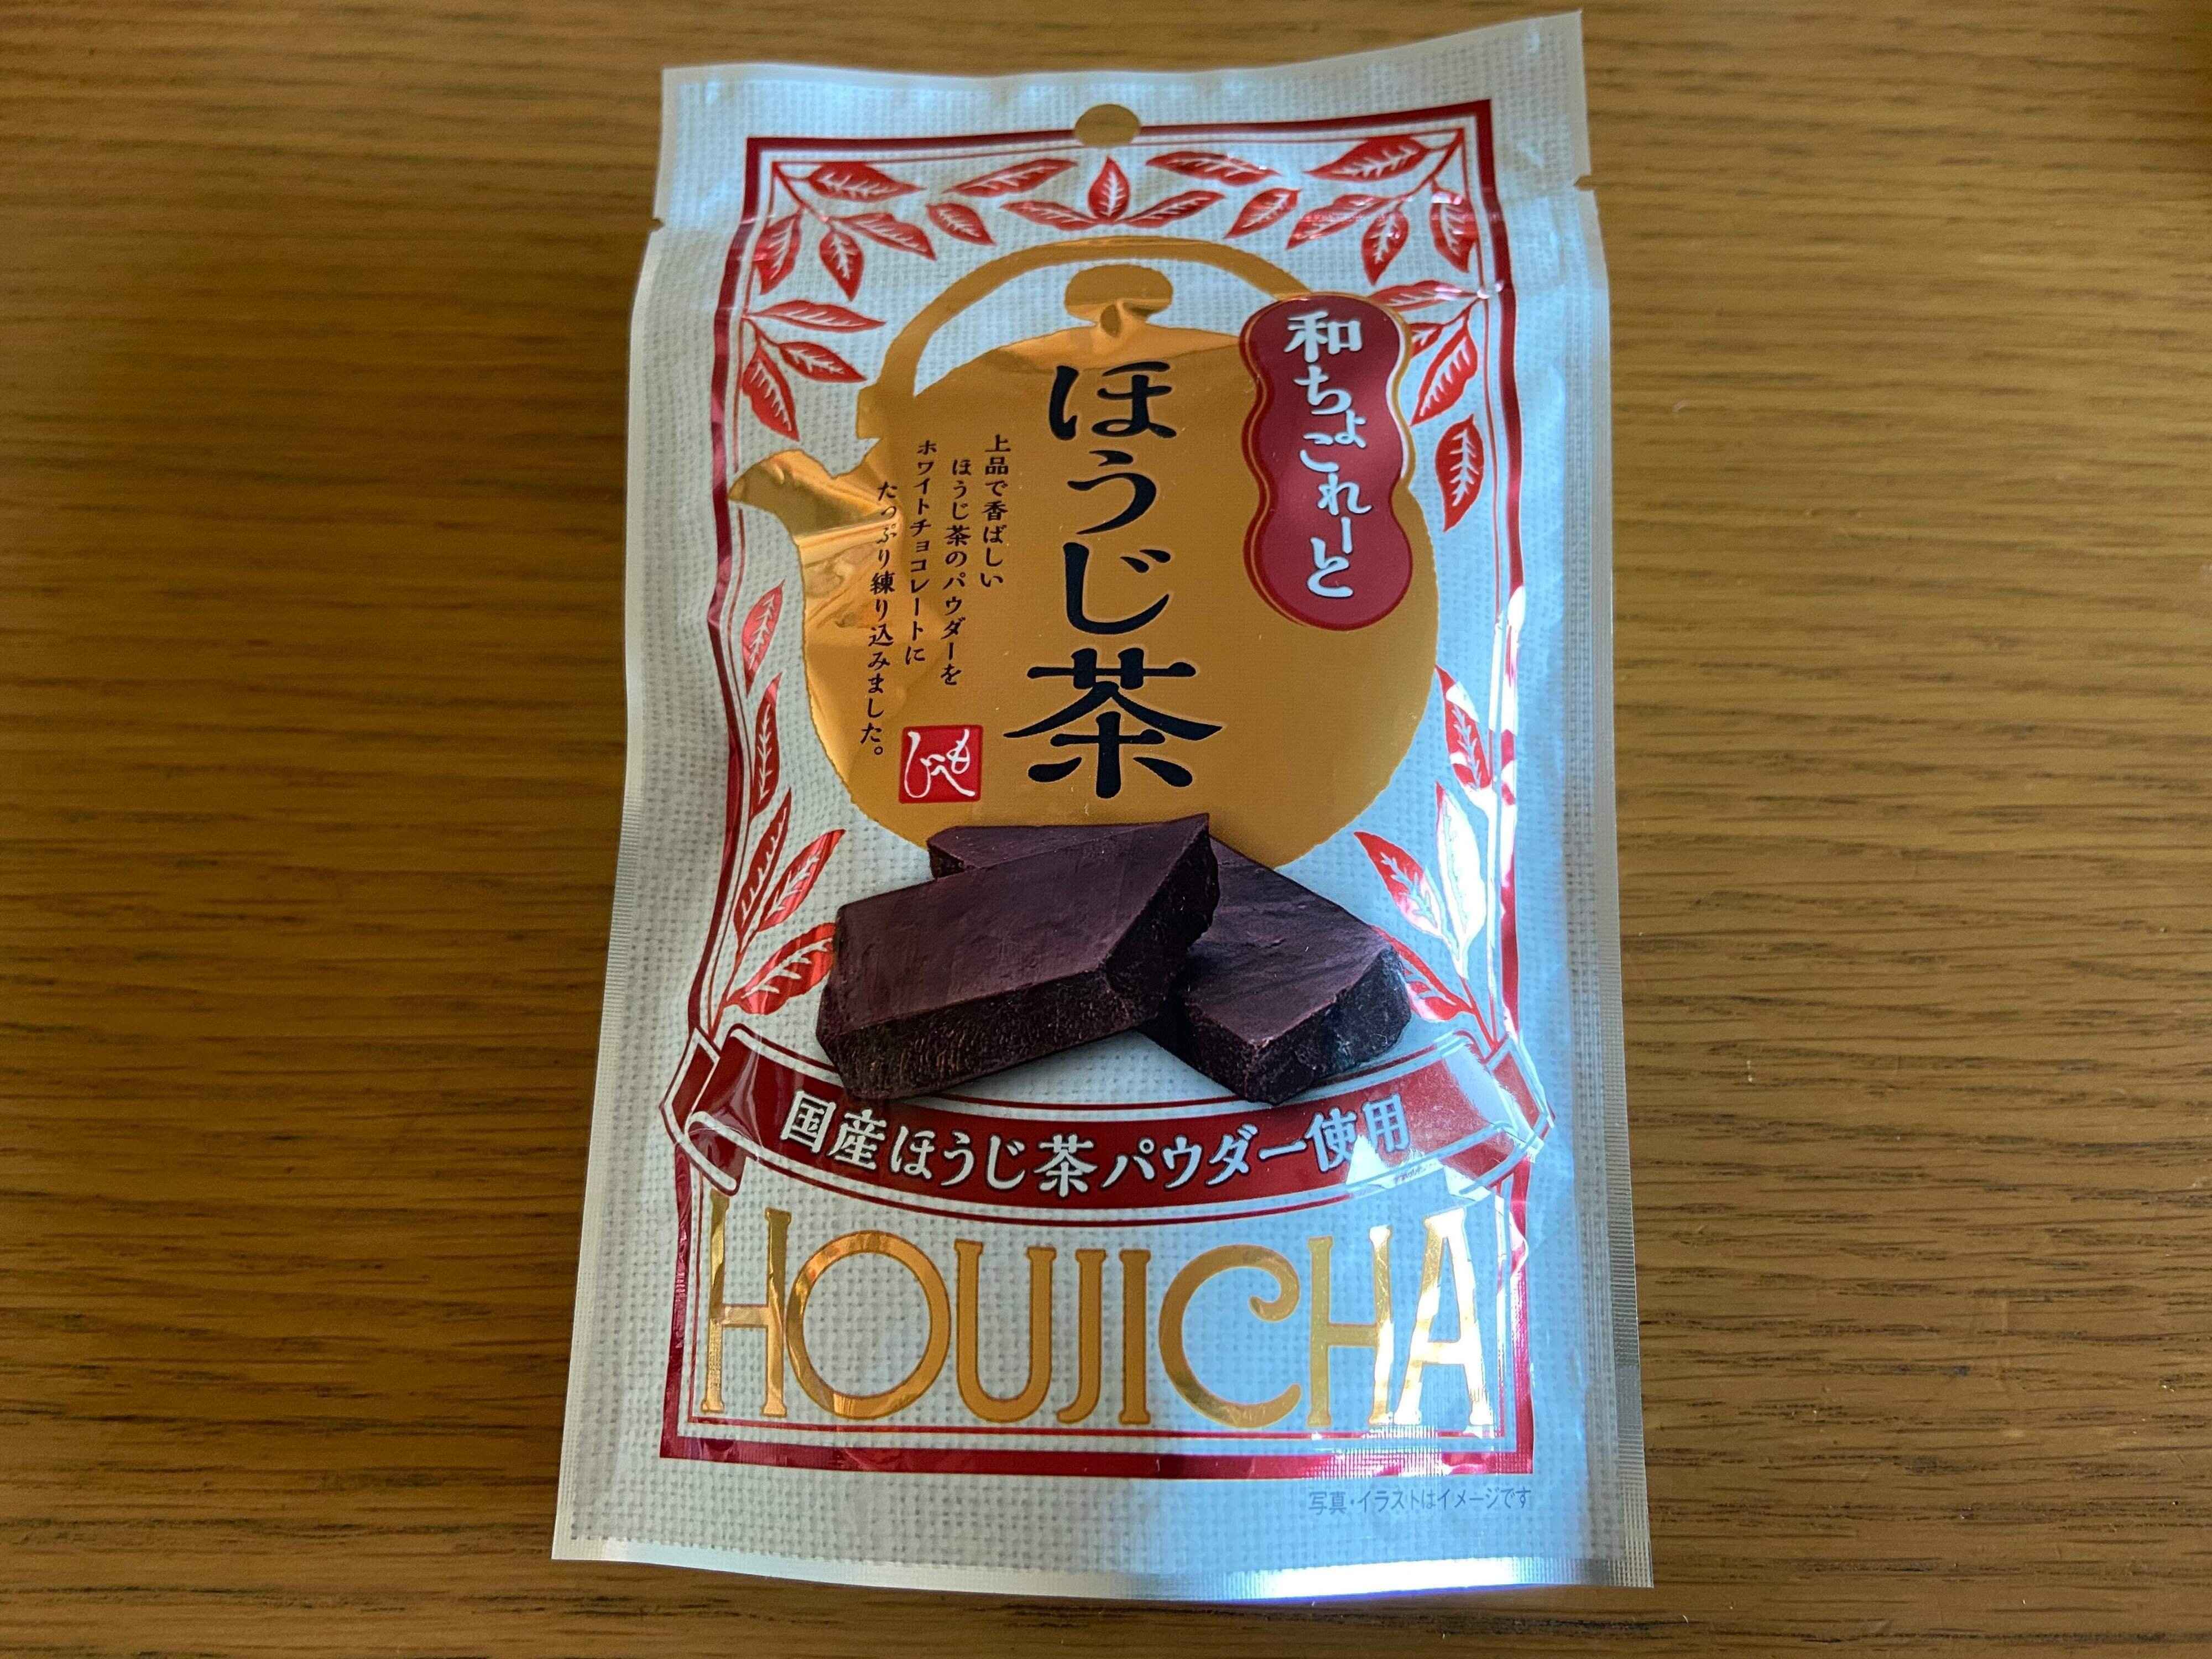 和ちょこれーと
ほうじ茶
上品で香ばしい
ほうじ茶のパウダーを
ホワイトチョコレートに
たっぷり練り込みました。
もへじ
国産ほうじ茶パウダー使用
HOUJICHA
写真・イラストはイメージです